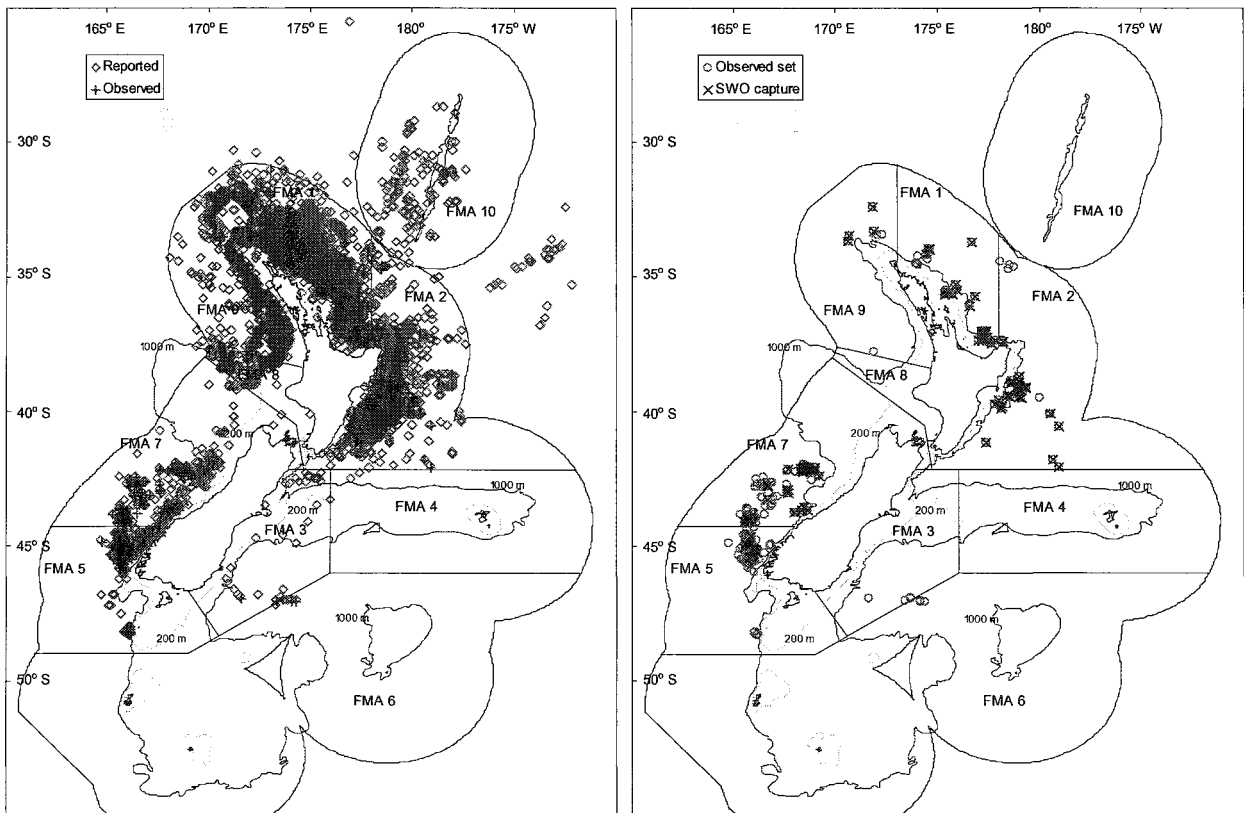 165° E 170° E 175° E 180° E 175° W
Reported
Observed
FMA 10
30° S
FMA 1
35° S
FMA 2
FMA 9
1000 m
FMA 8
40° S
200 m
FMA 7
1000 m
FMA 4
200 m
FMA 3
45° S
FMA 5
1000 m
200 m
50° S
FMA 6
165° E 170° E 175° E 180° E 175° W
Observed set
SWO capture
30° S
FMA 1
FMA 10
35° S
FMA 2
FMA 9
1000 m
FMA 8
40° S
200 m
FMA 7
1000 m
FMA 4
200 m
FMA 3
45° S
FMA 5
1000 m
200 m
50° S
FMA 6